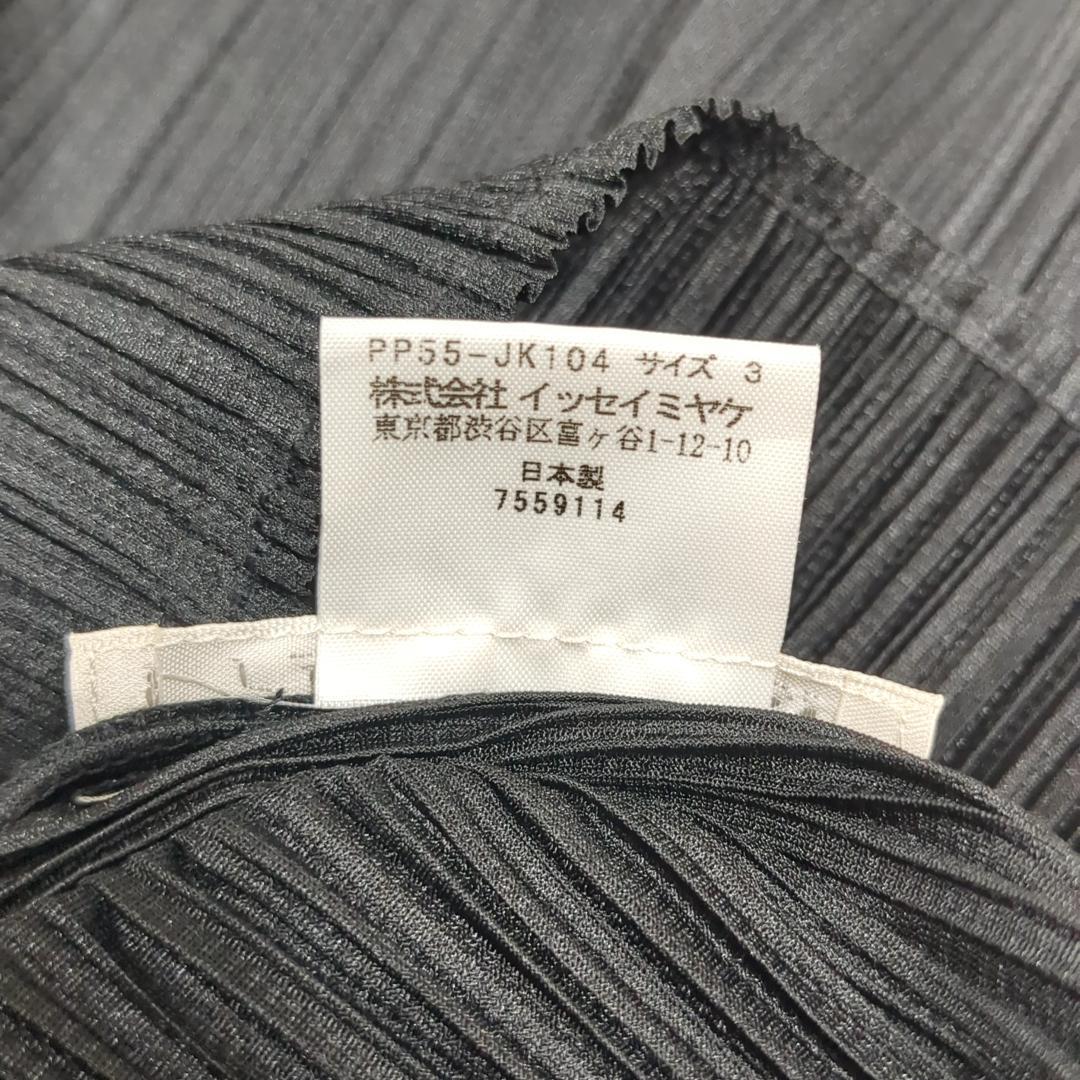 PP55-JK104 サイズ 3
株式会社 イッセイミヤケ
東京都渋谷区富ヶ谷1-12-10
日本製
7559114